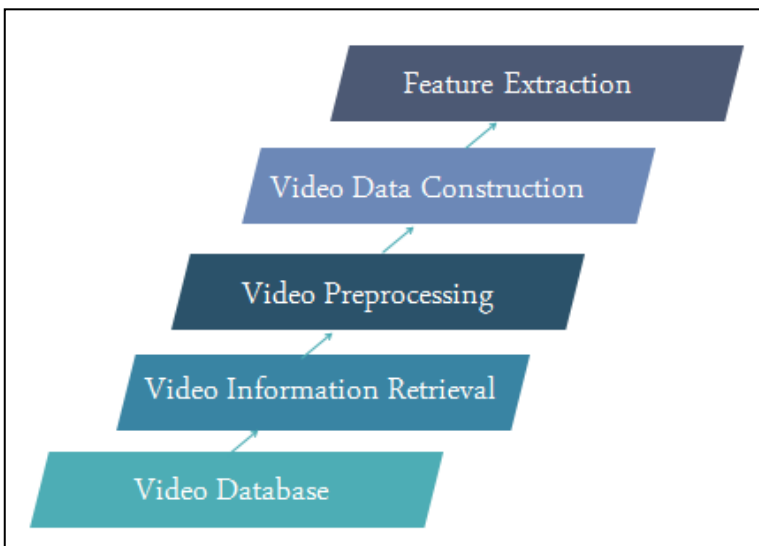 Feature Extraction
Video Data Construction
Video Preprocessing
Video Information Retrieval
Video Database